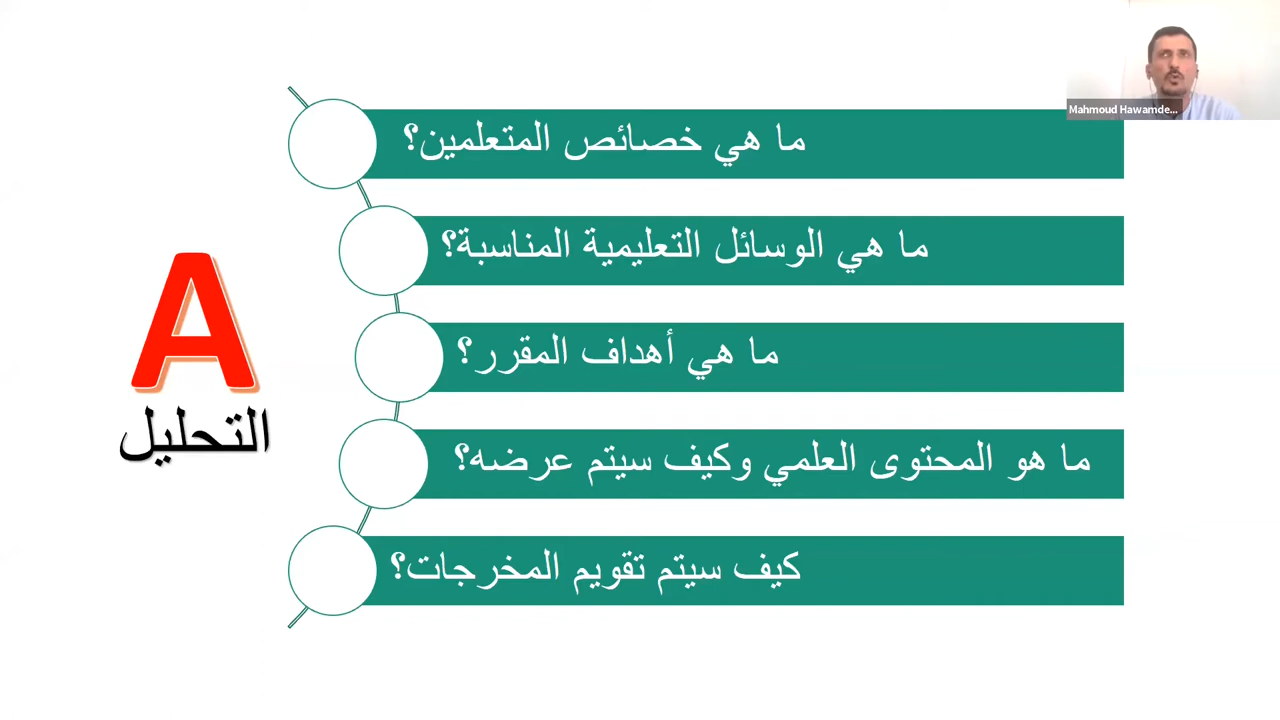 Mahmoud Hawamde...
ما هي خصائص المتعلمين؟
ما هي الوسائل التعليمية المناسبة؟
ما هي أهداف المقرر؟
ما هو المحتوى العلمي وكيف سيتم عرضه؟
كيف سيتم تقويم المخرجات؟
A
التحليل